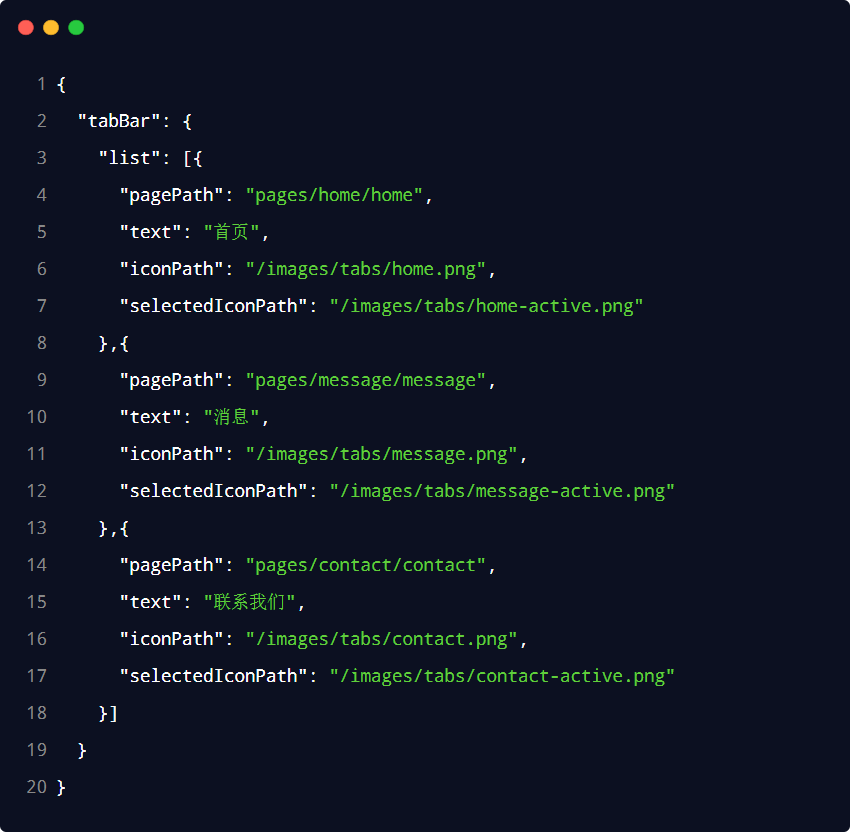 1 {
2   "tabBar": {
3     "list": [{
4       "pagePath": "pages/home/home",
5       "text": "首页",
6       "iconPath": "/images/tabs/home.png",
7       "selectedIconPath": "/images/tabs/home-active.png"
8     },{
9       "pagePath": "pages/message/message",
10       "text": "消息",
11       "iconPath": "/images/tabs/message.png",
12       "selectedIconPath": "/images/tabs/message-active.png"
13     },{
14       "pagePath": "pages/contact/contact",
15       "text": "联系我们",
16       "iconPath": "/images/tabs/contact.png",
17       "selectedIconPath": "/images/tabs/contact-active.png"
18     }]
19   }
20 }